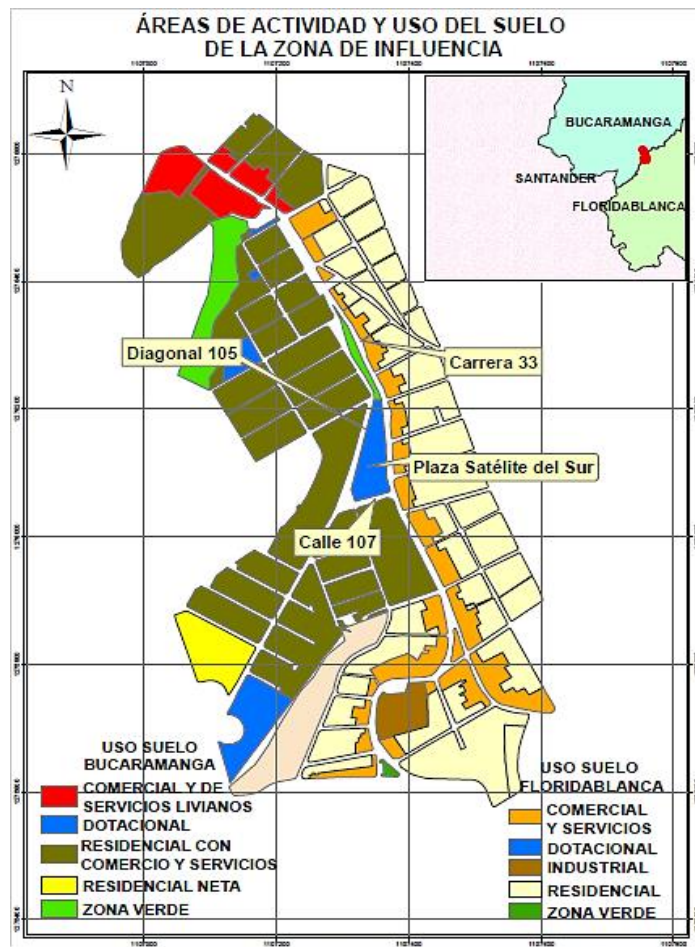 ÁREAS DE ACTIVIDAD Y USO DEL SUELO
DE LA ZONA DE INFLUENCIA
N
BUCARAMANGA
SANTANDER
FLORIDABLANCA
Diagonal 105
Carrera 33
Plaza Satélite del Sur
Calle 107
USO SUELO
BUCARAMANGA
COMERCIAL Y DE
SERVICIOS LIVIANOS
DOTACIONAL
RESIDENCIAL CON
COMERCIO Y SERVICIOS
RESIDENCIAL NETA
ZONA VERDE
USO SUELO
FLORIDABLANCA
COMERCIAL
Y SERVICIOS
DOTACIONAL
INDUSTRIAL
RESIDENCIAL
ZONA VERDE